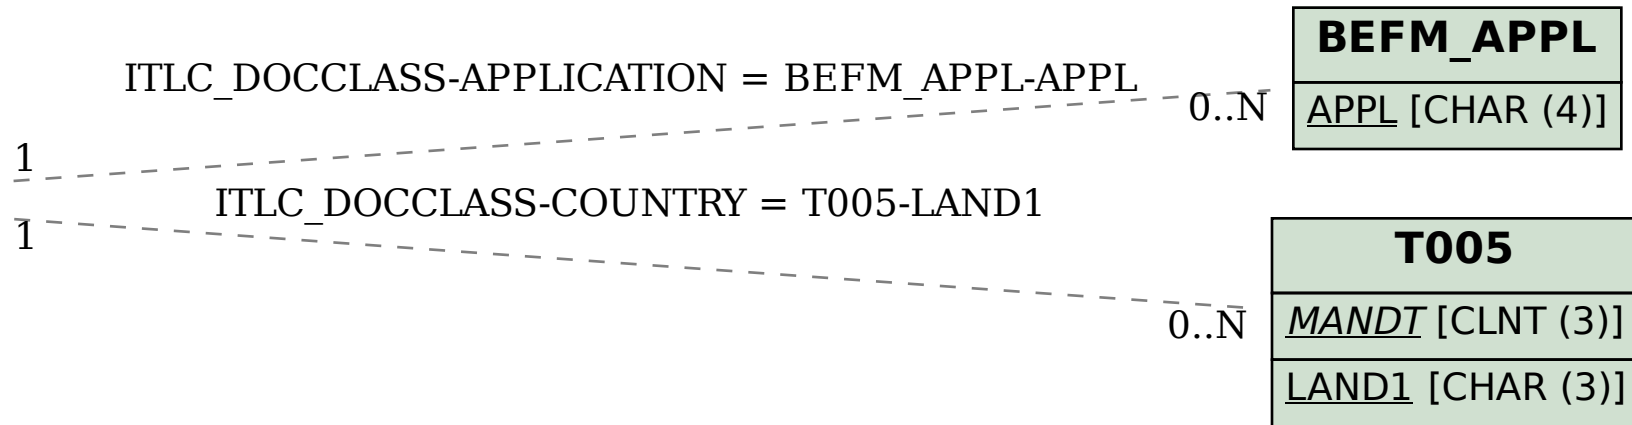 BEFM_APPL
ITLC_DOCCLASS-APPLICATION = BEFM_APPL-APPL
0..N
APPL [CHAR (4)]
1
ITLC_DOCCLASS-COUNTRY = T005-LAND1
1
T005
0..N
MANDT [CLNT (3)]
LAND1 [CHAR (3)]